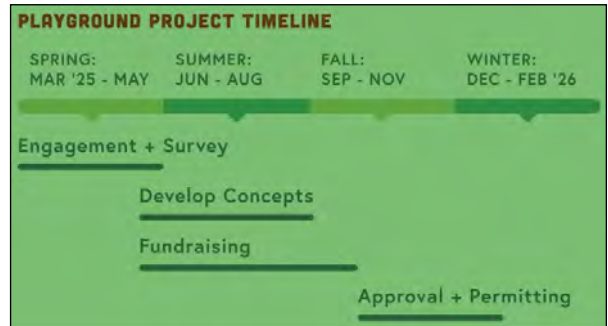 PLAYGROUND PROJECT TIMELINE
SPRING:
MAR '25 - MAY
SUMMER:
JUN - AUG
FALL:
SEP - NOV
WINTER:
DEC - FEB '26
Engagement + Survey
Develop Concepts
Fundraising
Approval + Permitting